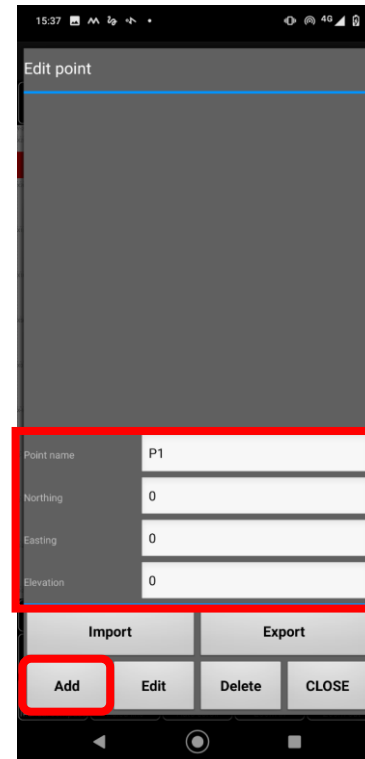 15:37 4G
Edit point
Point name P1
Northing 0
Easting 0
Elevation 0
Import Export
Add Edit Delete CLOSE